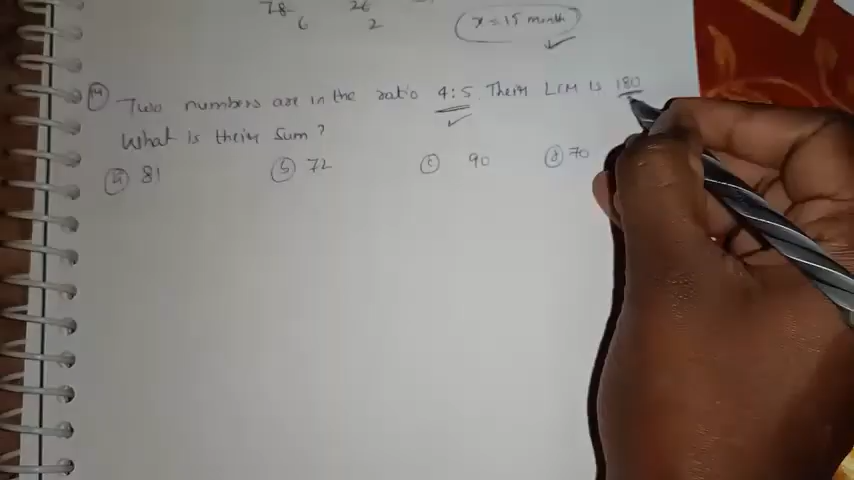 78 26
6 2
x = 15 month
14 Two numbers are in the ratio 4:5. Their LCM is 180
What is their sum?
a 81 b 72 c 90 d 70